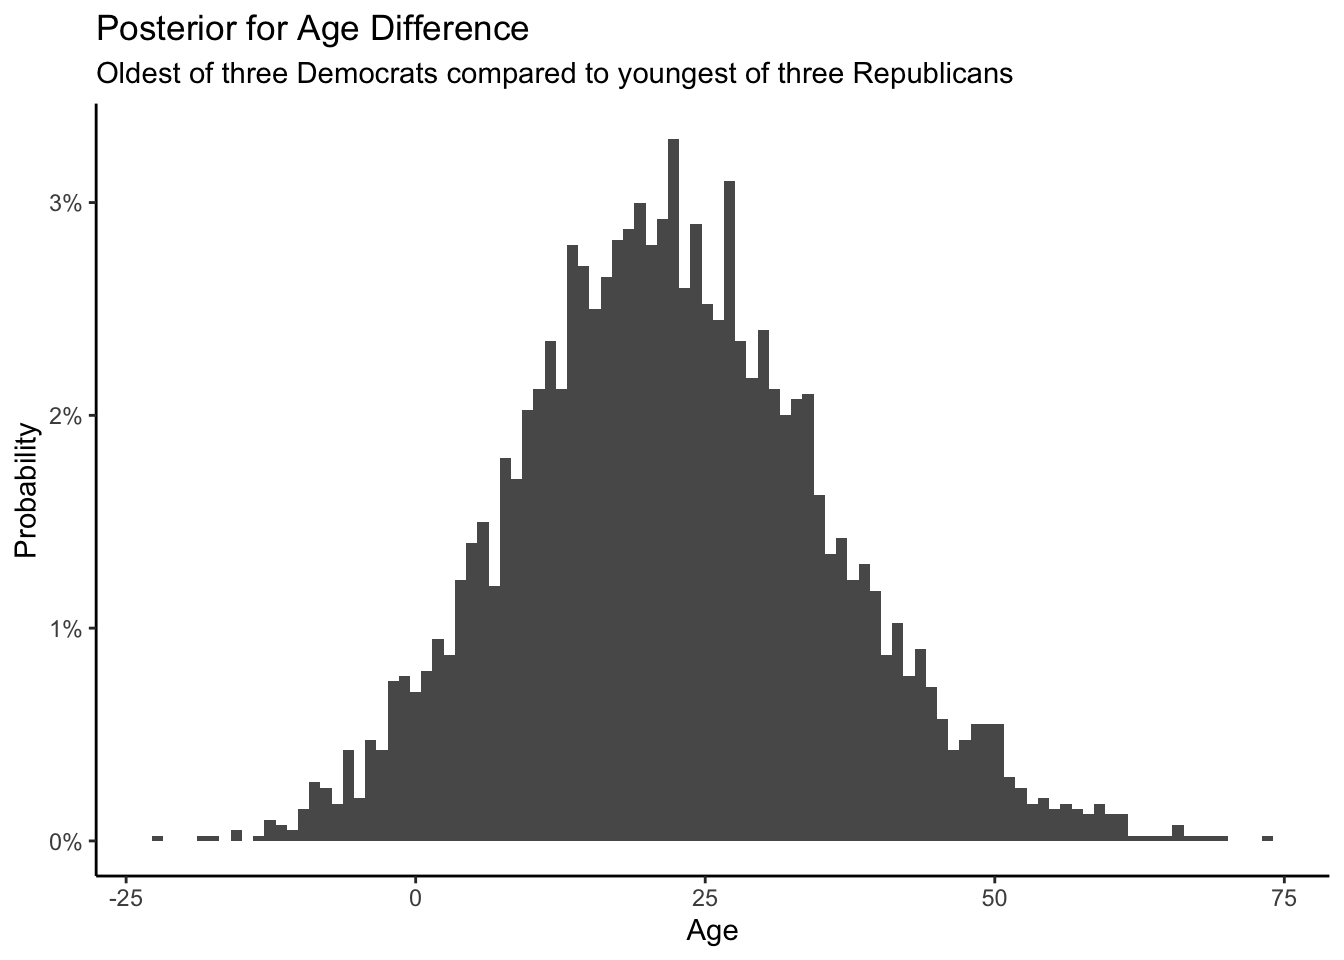 Posterior for Age Difference
Oldest of three Democrats compared to youngest of three Republicans
3%
2%
1%
0%
Probability
-25
0
25
50
75
Age